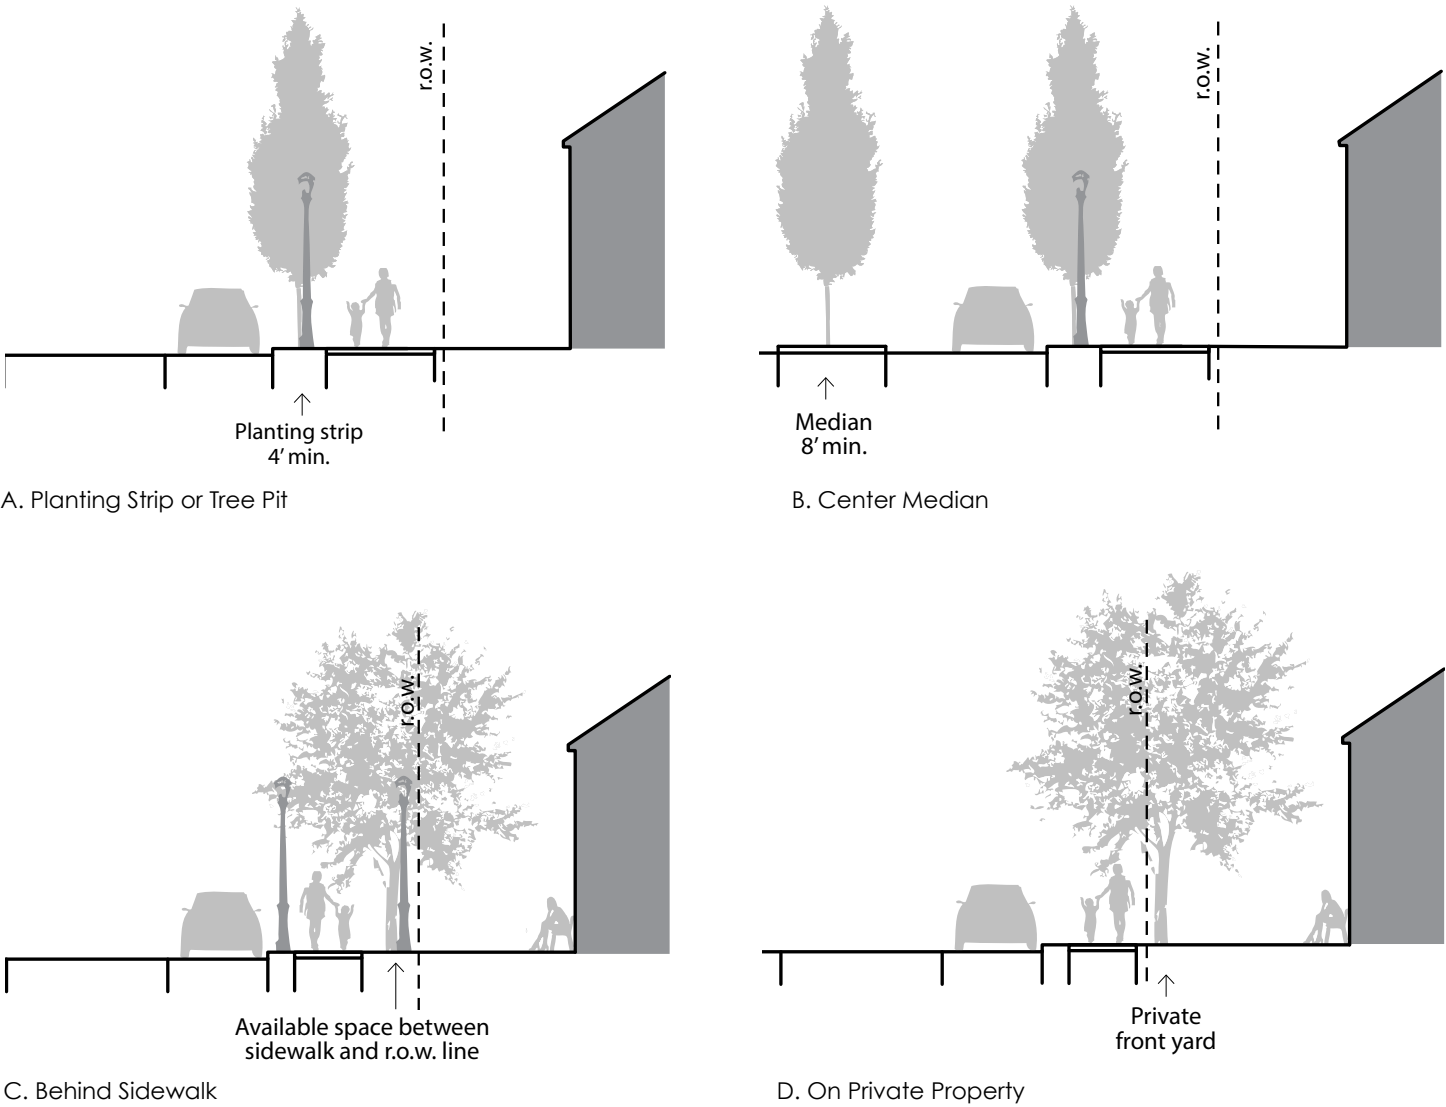 r.o.w.
Planting strip
4' min.
A. Planting Strip or Tree Pit
r.o.w.
Median
8' min.
B. Center Median
r.o.w.
Available space between
sidewalk and r.o.w. line
C. Behind Sidewalk
r.o.w.
Private
front yard
D. On Private Property